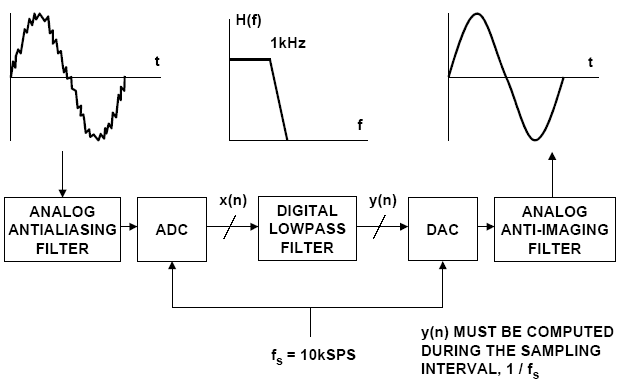 t
H(f)
1kHz
f
t
ANALOG
ANTIALIASING
FILTER
ADC
x(n)
DIGITAL
LOWPASS
FILTER
y(n)
DAC
ANALOG
ANTI-IMAGING
FILTER
fs = 10kSPS
y(n) MUST BE COMPUTED
DURING THE SAMPLING
INTERVAL, 1 / fs